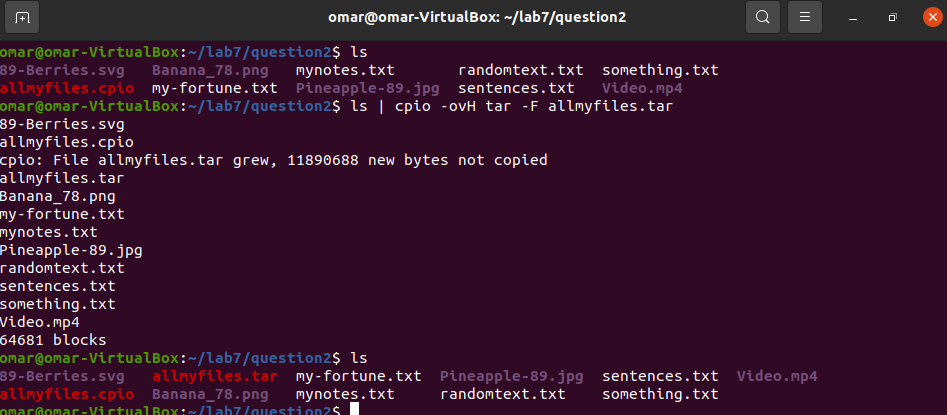 omar@omar-VirtualBox: ~/lab7/question2
omar@omar-VirtualBox:~/lab7/question2$ ls
89-Berries.svg Banana_78.png mynotes.txt randomtext.txt something.txt
allmyfiles.cpio my-fortune.txt Pineapple-89.jpg sentences.txt Video.mp4
omar@omar-VirtualBox:~/lab7/question2$ ls | cpio -ovH tar -F allmyfiles.tar
89-Berries.svg
allmyfiles.cpio
cpio: File allmyfiles.tar grew, 11890688 new bytes not copied
allmyfiles.tar
Banana_78.png
my-fortune.txt
mynotes.txt
Pineapple-89.jpg
randomtext.txt
sentences.txt
something.txt
Video.mp4
64681 blocks
omar@omar-VirtualBox:~/lab7/question2$ ls
89-Berries.svg allmyfiles.tar my-fortune.txt Pineapple-89.jpg sentences.txt Video.mp4
allmyfiles.cpio Banana_78.png mynotes.txt randomtext.txt something.txt
omar@omar-VirtualBox:~/lab7/question2$